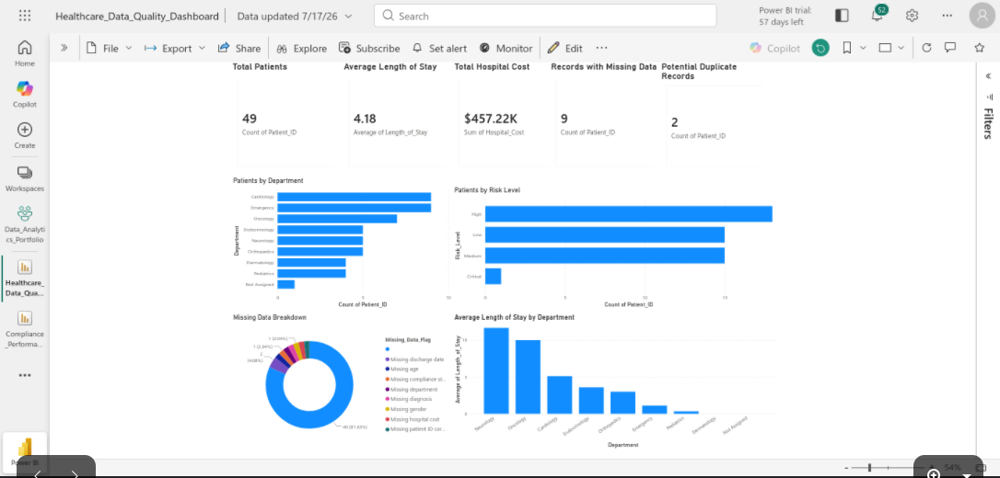 Healthcare_Data_Quality_Dashboard
Data updated 7/17/26
Search
Power BI trial:
57 days left
52
File
Export
Share
Explore
Subscribe
Set alert
Monitor
Edit
Copilot
Home
Copilot
Create
Workspaces
Data_Analyti
cs_Portfolio
Healthcare_
Data_Qua...
Compliance
_Performa...
Power BI
Filters
Total Patients
49
Count of Patient_ID
Average Length of Stay
4.18
Average of Length_of_Stay
Total Hospital Cost
$457.22K
Sum of Hospital_Cost
Records with Missing Data
9
Count of Patient_ID
Potential Duplicate
Records
2
Count of Patient_ID
Patients by Department
Department
Cardiology
Emergency
Oncology
Endocrinology
Neurology
Orthopedics
Dermatology
Pediatrics
Not Assigned
0
5
10
Count of Patient_ID
Patients by Risk Level
Risk_Level
High
Low
Medium
Critical
0
5
10
15
Count of Patient_ID
Missing Data Breakdown
1 (2.04%)
1 (2.04%)
2
(4.08%)
40 (81.63%)
Missing_Data_Flag
Missing discharge date
Missing age
Missing compliance st...
Missing department
Missing diagnosis
Missing gender
Missing hospital cost
Missing patient ID cor...
Average Length of Stay by Department
Average of Length_of_Stay
10
5
0
Neurology
Oncology
Cardiology
Endocrinology
Orthopedics
Emergency
Pediatrics
Dermatology
Not Assigned
Department
54%